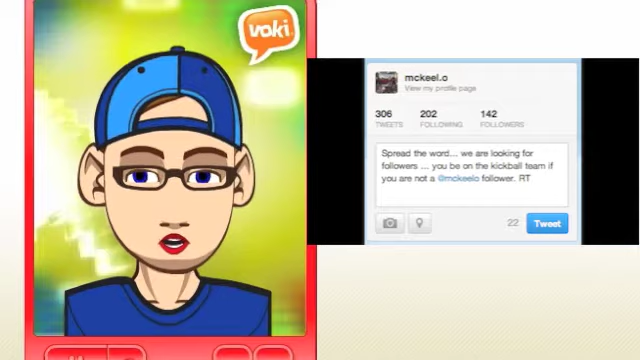 voki
mckeel.o
View my profile page
306
202
142
TWEETS
FOLLOWING
FOLLOWERS
Spread the word.... we are looking for
followers ... you be on the kickball team if
you are not a @mckeelo follower. RT
22
Tweet